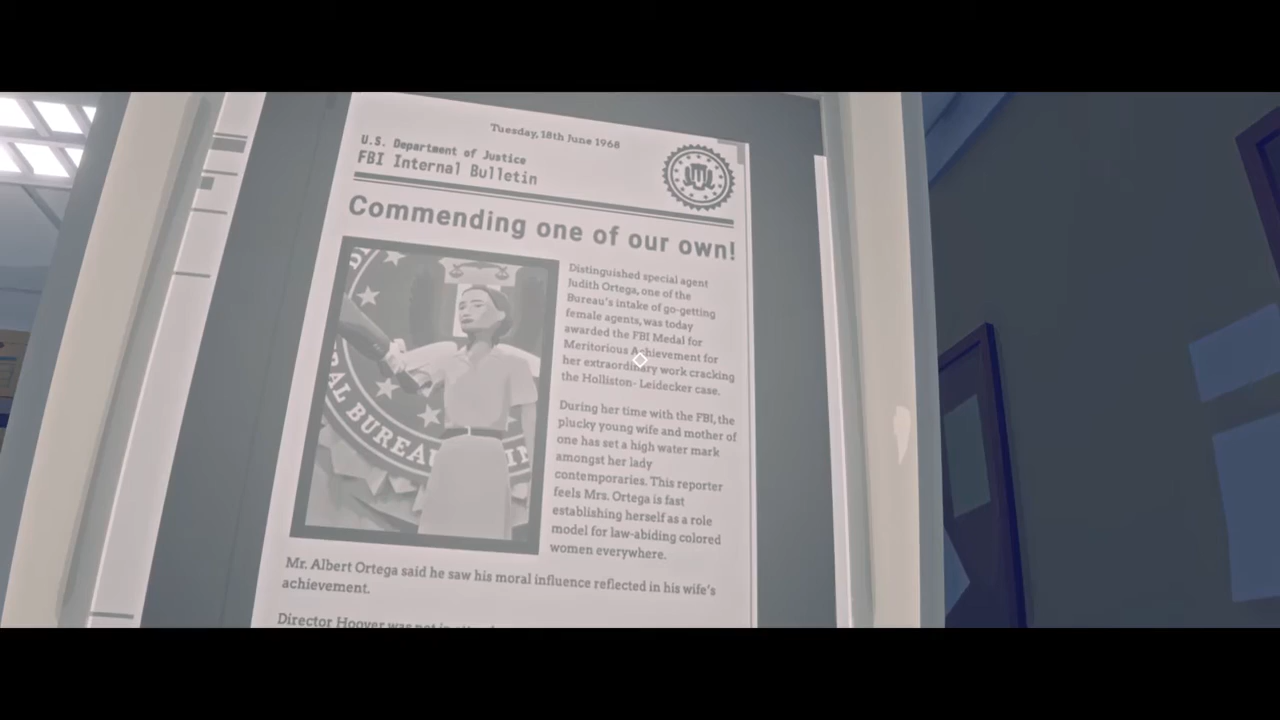 Tuesday, 18th June 1968
U.S. Department of Justice
FBI Internal Bulletin
Commending one of our own!
Distinguished special agent
Judith Ortega, one of the
Bureau's intake of go-getting
female agents, was today
awarded the FBI Medal for
Meritorious Achievement for
her extraordinary work cracking
the Holliston- Leidecker case.
During her time with the FBI, the
plucky young wife and mother of
one has set a high water mark
amongst her lady
contemporaries. This reporter
feels Mrs. Ortega is fast
establishing herself as a role
model for law-abiding colored
women everywhere.
AL BUREAU
Mr. Albert Ortega said he saw his moral influence reflected in his wife's
achievement.
Director Hoover was not in